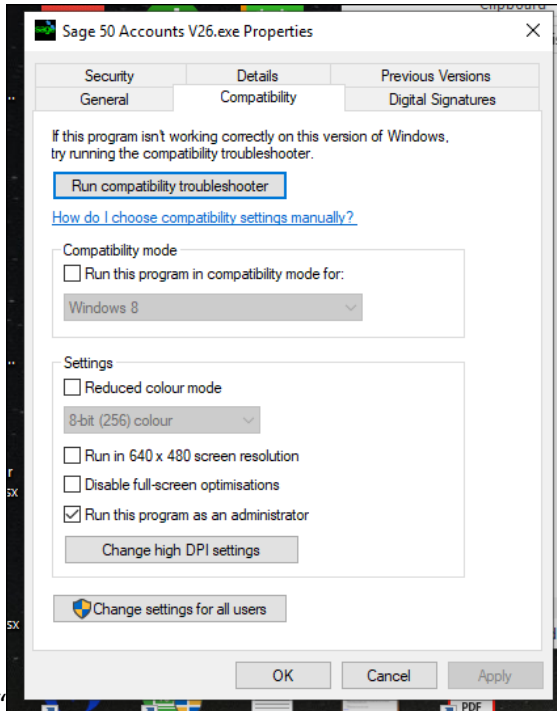 Clipboard
Sage 50 Accounts V26.exe Properties
Security Details Previous Versions
General Compatibility Digital Signatures
If this program isn't working correctly on this version of Windows,
try running the compatibility troubleshooter.
Run compatibility troubleshooter
How do I choose compatibility settings manually?
Compatibility mode
Run this program in compatibility mode for:
Windows 8
Settings
Reduced colour mode
8-bit (256) colour
Run in 640 x 480 screen resolution
Disable full-screen optimisations
Run this program as an administrator
Change high DPI settings
Change settings for all users
OK Cancel Apply
r
sx
sx
PDF